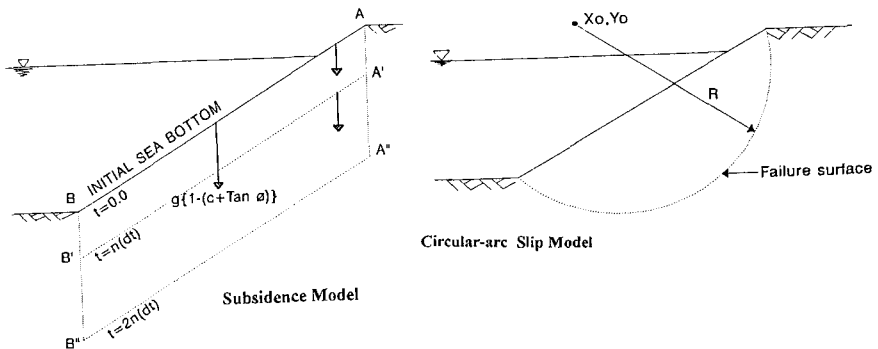 A
A'
A"
INITIAL SEA BOTTOM
B
t=0.0
g{1-(c+Tan ø)}
B'
t=n(dt)
B"
t=2n(dt)
Subsidence Model
Xo,Yo
R
Failure surface
Circular-arc Slip Model